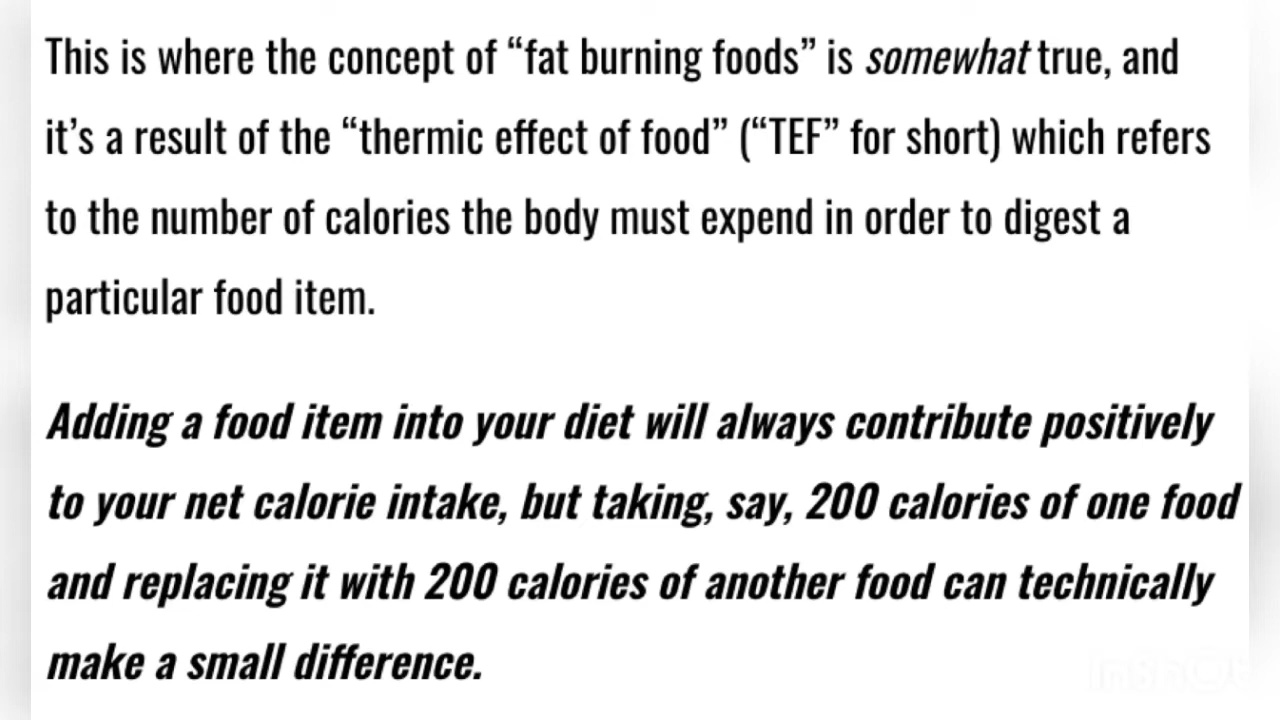 This is where the concept of “fat burning foods” is somewhat true, and
it’s a result of the “thermic effect of food” (“TEF” for short) which refers
to the number of calories the body must expend in order to digest a
particular food item.
Adding a food item into your diet will always contribute positively
to your net calorie intake, but taking, say, 200 calories of one food
and replacing it with 200 calories of another food can technically
make a small difference.
InShOt